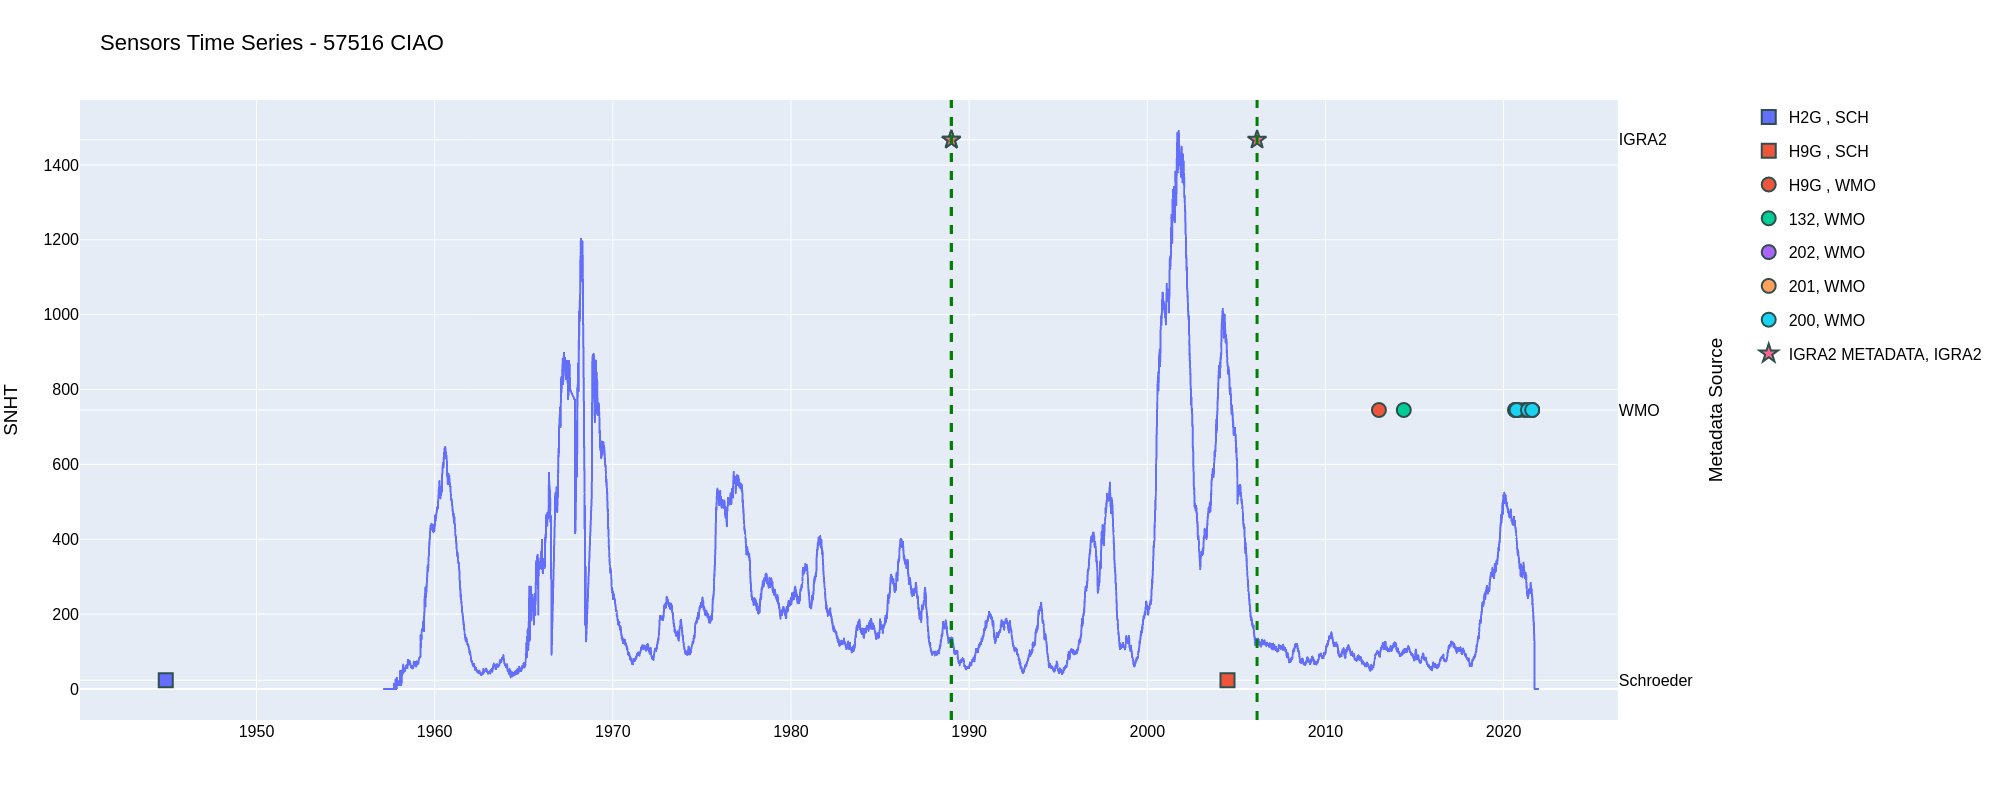 Sensors Time Series - 57516 CIAO
SNHT
1400
1200
1000
800
600
400
200
0
1950
1960
1970
1980
1990
2000
2010
2020
IGRA2
WMO
Schroeder
Metadata Source
H2G , SCH
H9G , SCH
H9G , WMO
132, WMO
202, WMO
201, WMO
200, WMO
IGRA2 METADATA, IGRA2